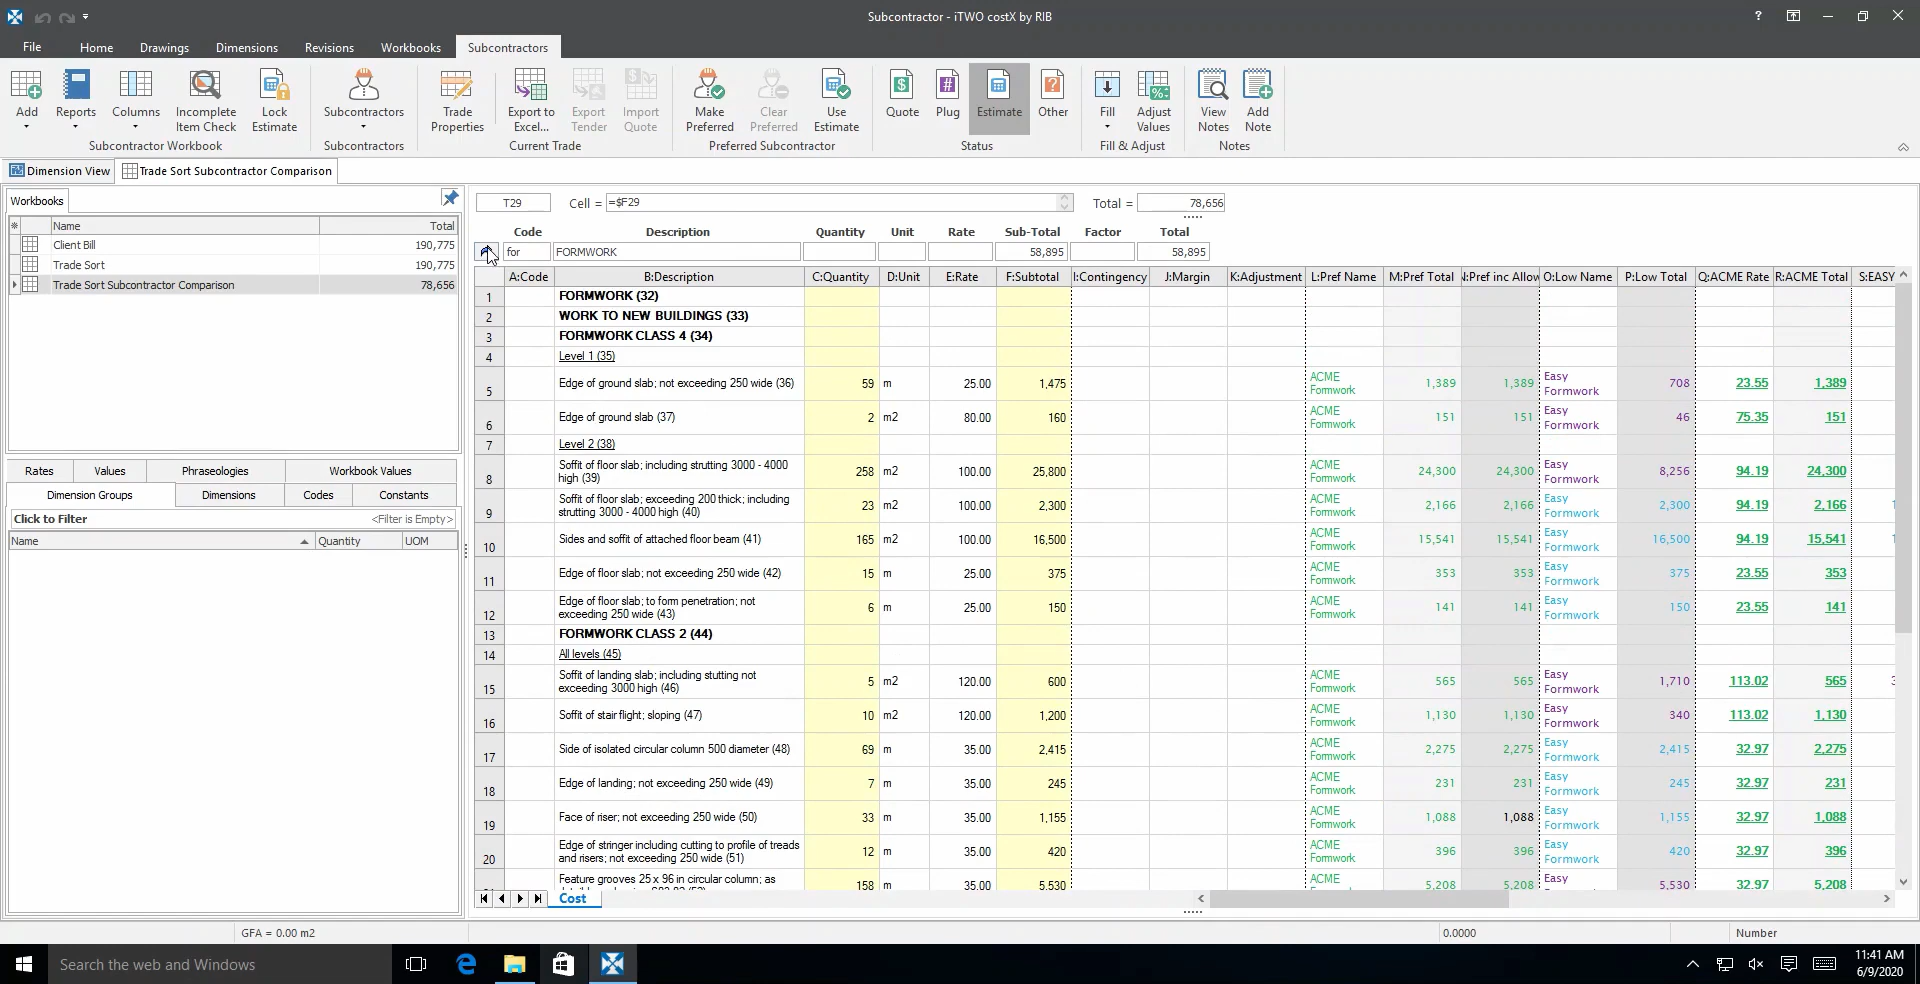 Subcontractor - iTWO costX by RIB
File Home Drawings Dimensions Revisions Workbooks Subcontractors
Add Reports Columns Incomplete Item Check Lock Estimate
Subcontractor Workbook
Subcontractors
Subcontractors
Trade Properties Export to Excel... Export Tender Import Quote
Current Trade
Make Preferred Clear Preferred Use Estimate
Preferred Subcontractor
Quote Plug Estimate Other
Status
Fill Adjust Values
Fill & Adjust
View Notes Add Note
Notes
Dimension View Trade Sort Subcontractor Comparison
Workbooks
Name Total
Client Bill 190,775
Trade Sort 190,775
Trade Sort Subcontractor Comparison 78,656
Rates Values Phraseologies Workbook Values
Dimension Groups Dimensions Codes Constants
Click to Filter <Filter is Empty>
Name Quantity UOM
T29 Cell = =$F29 Total = 78,656
Code Description Quantity Unit Rate Sub-Total Factor Total
for FORMWORK 58,895 58,895
A:Code B:Description C:Quantity D:Unit E:Rate F:Subtotal I:Contingency J:Margin K:Adjustment L:Pref Name M:Pref Total N:Pref inc Allow O:Low Name P:Low Total Q:ACME Rate R:ACME Total S:EASY
1 FORMWORK (32)
2 WORK TO NEW BUILDINGS (33)
3 FORMWORK CLASS 4 (34)
4 Level 1 (35)
5 Edge of ground slab; not exceeding 250 wide (36) 59 m 25.00 1,475 ACME Formwork 1,389 1,389 Easy Formwork 708 23.55 1,389
6 Edge of ground slab (37) 2 m2 80.00 160 ACME Formwork 151 151 Easy Formwork 46 75.35 151
7 Level 2 (38)
8 Soffit of floor slab; including strutting 3000 - 4000 high (39) 258 m2 100.00 25,800 ACME Formwork 24,300 24,300 Easy Formwork 8,256 94.19 24,300
9 Soffit of floor slab; exceeding 200 thick; including strutting 3000 - 4000 high (40) 23 m2 100.00 2,300 ACME Formwork 2,166 2,166 Easy Formwork 2,300 94.19 2,166
10 Sides and soffit of attached floor beam (41) 165 m2 100.00 16,500 ACME Formwork 15,541 15,541 Easy Formwork 16,500 94.19 15,541
11 Edge of floor slab; not exceeding 250 wide (42) 15 m 25.00 375 ACME Formwork 353 353 Easy Formwork 375 23.55 353
12 Edge of floor slab; to form penetration; not exceeding 250 wide (43) 6 m 25.00 150 ACME Formwork 141 141 Easy Formwork 150 23.55 141
13 FORMWORK CLASS 2 (44)
14 All levels (45)
15 Soffit of landing slab; including stutting not exceeding 3000 high (46) 5 m2 120.00 600 ACME Formwork 565 565 Easy Formwork 1,710 113.02 565
16 Soffit of stair flight; sloping (47) 10 m2 120.00 1,200 ACME Formwork 1,130 1,130 Easy Formwork 340 113.02 1,130
17 Side of isolated circular column 500 diameter (48) 69 m 35.00 2,415 ACME Formwork 2,275 2,275 Easy Formwork 2,415 32.97 2,275
18 Edge of landing; not exceeding 250 wide (49) 7 m 35.00 245 ACME Formwork 231 231 Easy Formwork 245 32.97 231
19 Face of riser; not exceeding 250 wide (50) 33 m 35.00 1,155 ACME Formwork 1,088 1,088 Easy Formwork 1,155 32.97 1,088
20 Edge of stringer including cutting to profile of treads and risers; not exceeding 250 wide (51) 12 m 35.00 420 ACME Formwork 396 396 Easy Formwork 420 32.97 396
Feature grooves 25 x 96 in circular column; as 158 m 35.00 5,530 ACME 5,208 5,208 Easy 5,530 32.97 5,208
Cost
GFA = 0.00 m2 0.0000 Number
Search the web and Windows
11:41 AM
6/9/2020